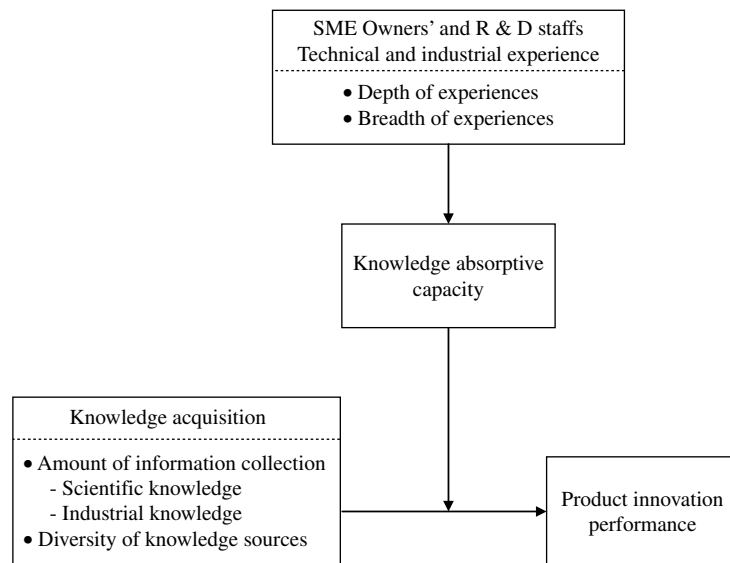 SME Owners’ and R & D staffs
Technical and industrial experience
• Depth of experiences
• Breadth of experiences
Knowledge absorptive
capacity
Knowledge acquisition
• Amount of information collection
- Scientific knowledge
- Industrial knowledge
• Diversity of knowledge sources
Product innovation
performance